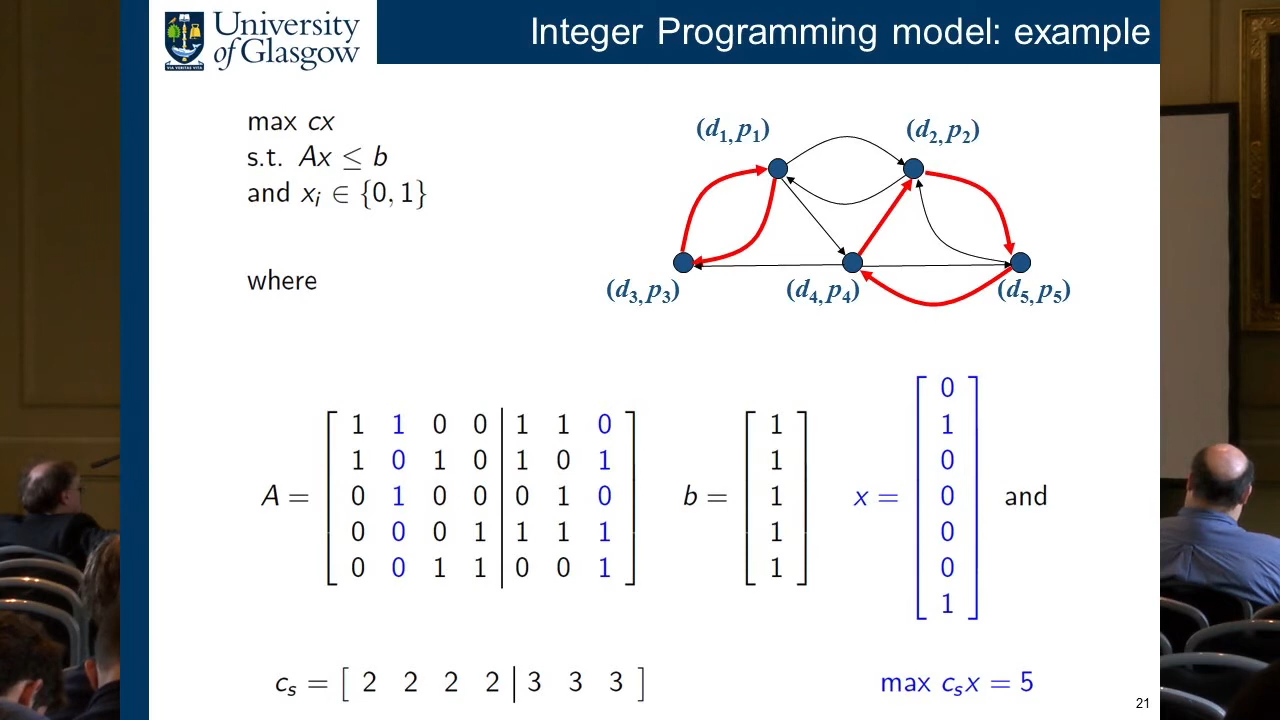 University
of Glasgow
VIA VERITAS VITA
Integer Programming model: example
max cx
s.t. Ax ≤ b
and xᵢ ∈ {0, 1}
where
(d₁,p₁)
(d₂,p₂)
(d₃,p₃)
(d₄,p₄)
(d₅,p₅)
A = [ 1 1 0 0 | 1 1 0 ]
1 0 1 0 | 1 0 1
0 1 0 0 | 0 1 0
0 0 0 1 | 1 1 1
0 0 1 1 | 0 0 1
b = [ 1 ]
1
1
1
1
x = [ 0 ]
1
0
0
0
0
1
and
cₛ = [ 2 2 2 2 | 3 3 3 ]
max cₛx = 5
21